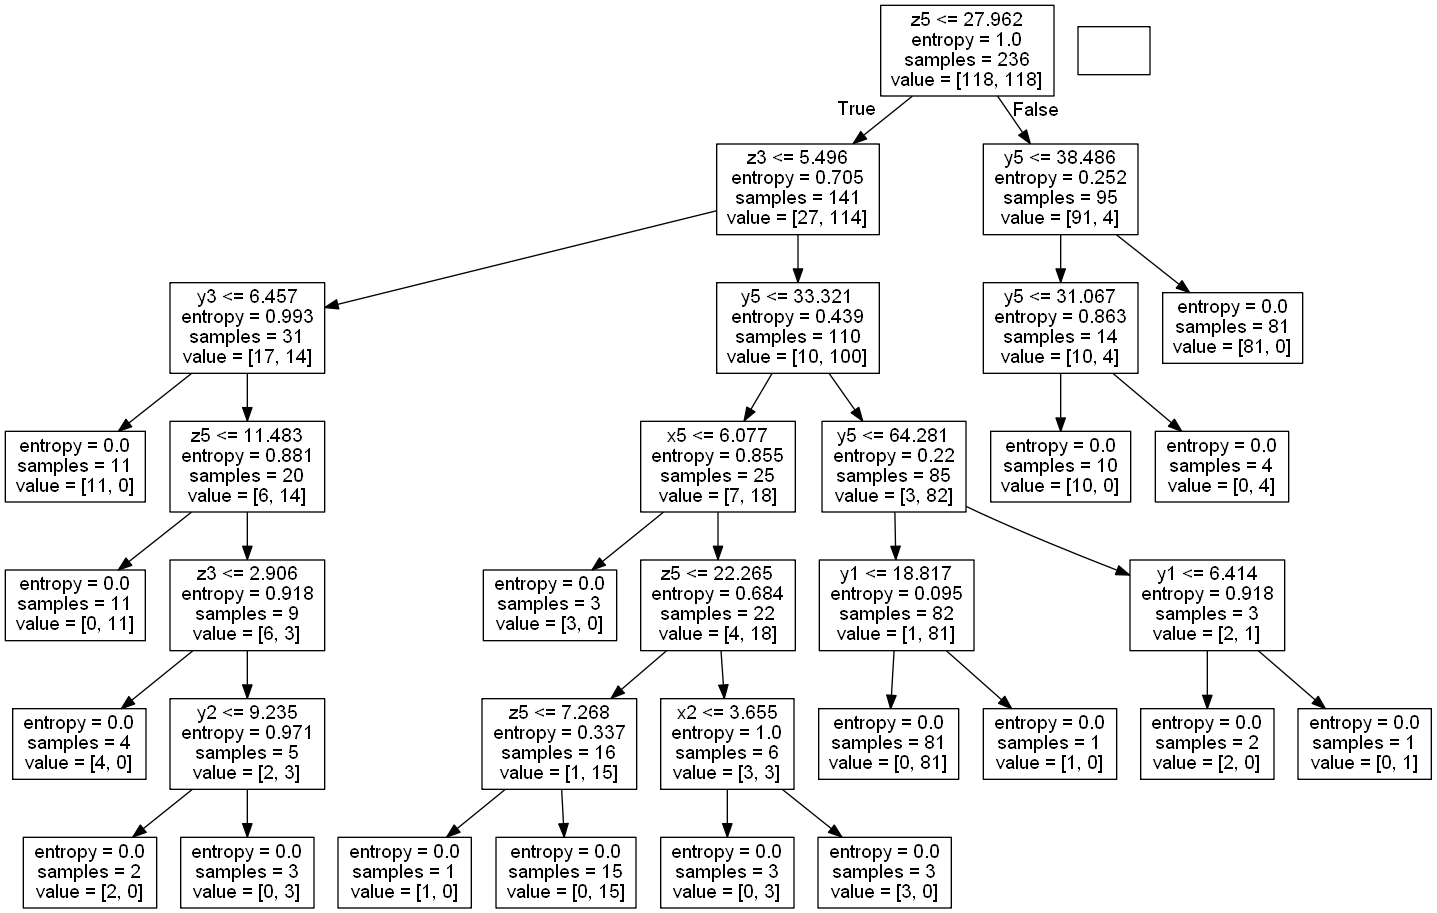 z5 <= 27.962
entropy = 1.0
samples = 236
value = [118, 118]
True
False
z3 <= 5.496
entropy = 0.705
samples = 141
value = [27, 114]
y5 <= 38.486
entropy = 0.252
samples = 95
value = [91, 4]
y3 <= 6.457
entropy = 0.993
samples = 31
value = [17, 14]
y5 <= 33.321
entropy = 0.439
samples = 110
value = [10, 100]
y5 <= 31.067
entropy = 0.863
samples = 14
value = [10, 4]
entropy = 0.0
samples = 81
value = [81, 0]
entropy = 0.0
samples = 11
value = [11, 0]
z5 <= 11.483
entropy = 0.881
samples = 20
value = [6, 14]
x5 <= 6.077
entropy = 0.855
samples = 25
value = [7, 18]
y5 <= 64.281
entropy = 0.22
samples = 85
value = [3, 82]
entropy = 0.0
samples = 10
value = [10, 0]
entropy = 0.0
samples = 4
value = [0, 4]
entropy = 0.0
samples = 11
value = [0, 11]
z3 <= 2.906
entropy = 0.918
samples = 9
value = [6, 3]
entropy = 0.0
samples = 3
value = [3, 0]
z5 <= 22.265
entropy = 0.684
samples = 22
value = [4, 18]
y1 <= 18.817
entropy = 0.095
samples = 82
value = [1, 81]
y1 <= 6.414
entropy = 0.918
samples = 3
value = [2, 1]
entropy = 0.0
samples = 4
value = [4, 0]
y2 <= 9.235
entropy = 0.971
samples = 5
value = [2, 3]
z5 <= 7.268
entropy = 0.337
samples = 16
value = [1, 15]
x2 <= 3.655
entropy = 1.0
samples = 6
value = [3, 3]
entropy = 0.0
samples = 81
value = [0, 81]
entropy = 0.0
samples = 1
value = [1, 0]
entropy = 0.0
samples = 2
value = [2, 0]
entropy = 0.0
samples = 1
value = [0, 1]
entropy = 0.0
samples = 2
value = [2, 0]
entropy = 0.0
samples = 3
value = [0, 3]
entropy = 0.0
samples = 1
value = [1, 0]
entropy = 0.0
samples = 15
value = [0, 15]
entropy = 0.0
samples = 3
value = [0, 3]
entropy = 0.0
samples = 3
value = [3, 0]